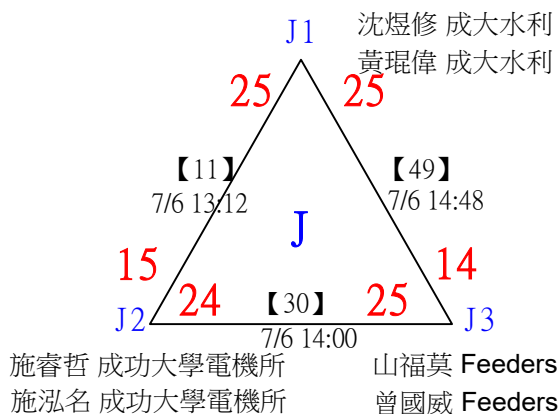 J1
沈煜修 成大水利
黃琨偉 成大水利
25
25
【11】
7/6 13:12
【49】
7/6 14:48
J
15
14
J2
24
【30】
25
J3
7/6 14:00
施睿哲 成功大學電機所
山福莫 Feeders
施泓名 成功大學電機所
曾國威 Feeders